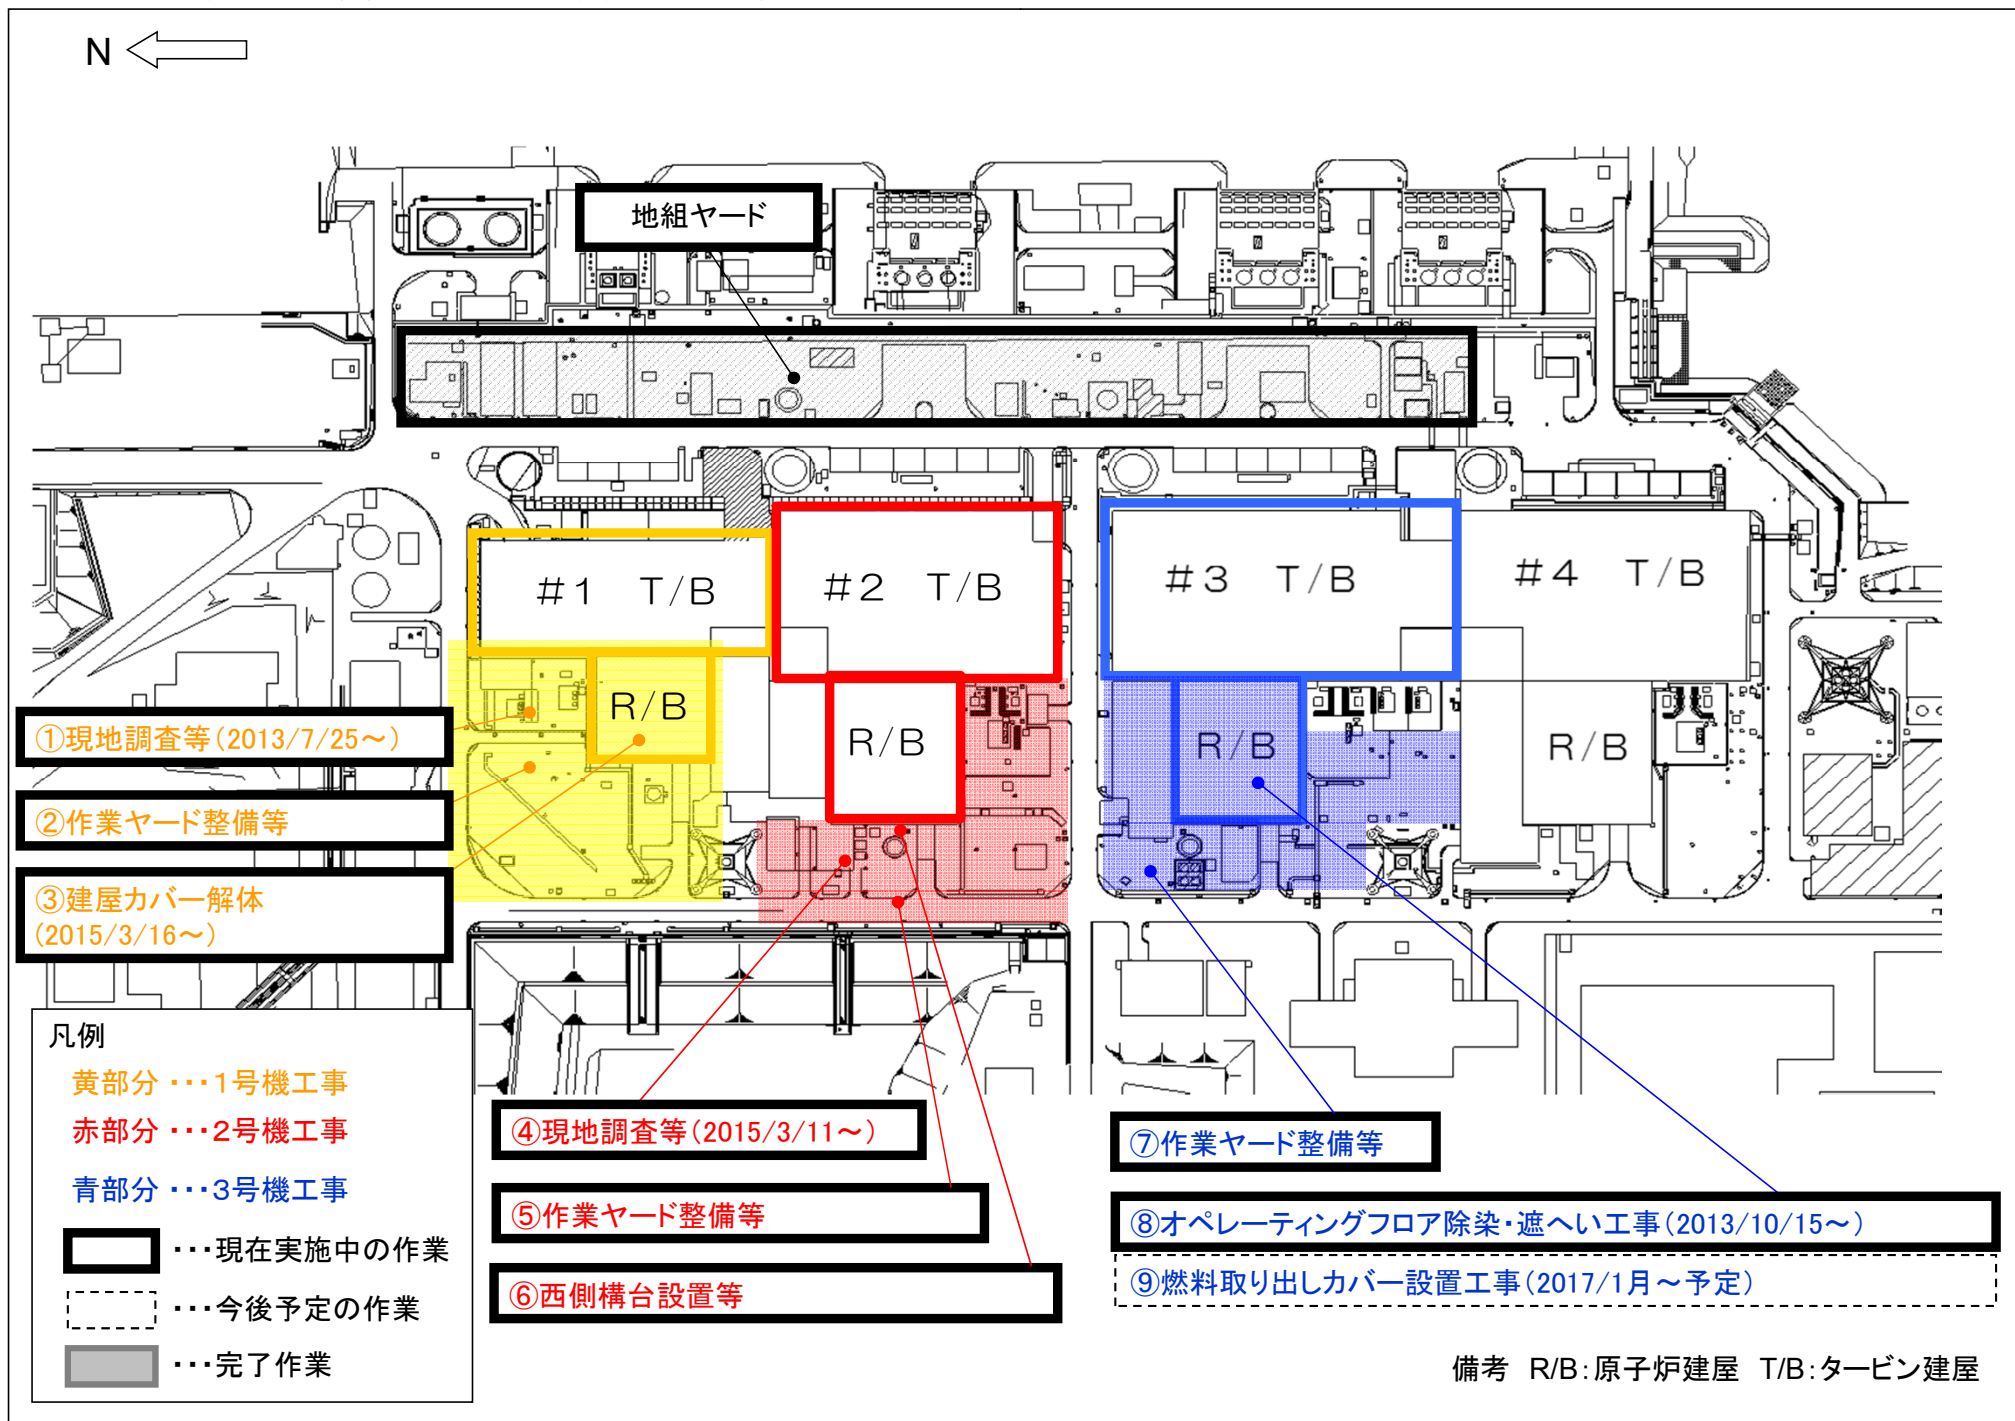 N
地組ヤード
#1 T/B
#2 T/B
#3 T/B
#4 T/B
R/B
R/B
R/B
R/B
①現地調査等(2013/7/25～)
②作業ヤード整備等
③建屋カバー解体
(2015/3/16～)
凡例
黄部分 ・・・1号機工事
赤部分 ・・・2号機工事
青部分 ・・・3号機工事
・・・現在実施中の作業
・・・今後予定の作業
・・・完了作業
④現地調査等(2015/3/11～)
⑤作業ヤード整備等
⑥西側構台設置等
⑦作業ヤード整備等
⑧オペレーティングフロア除染・遮へい工事(2013/10/15～)
⑨燃料取り出しカバー設置工事(2017/1月～予定)
備考 R/B:原子炉建屋 T/B:タービン建屋